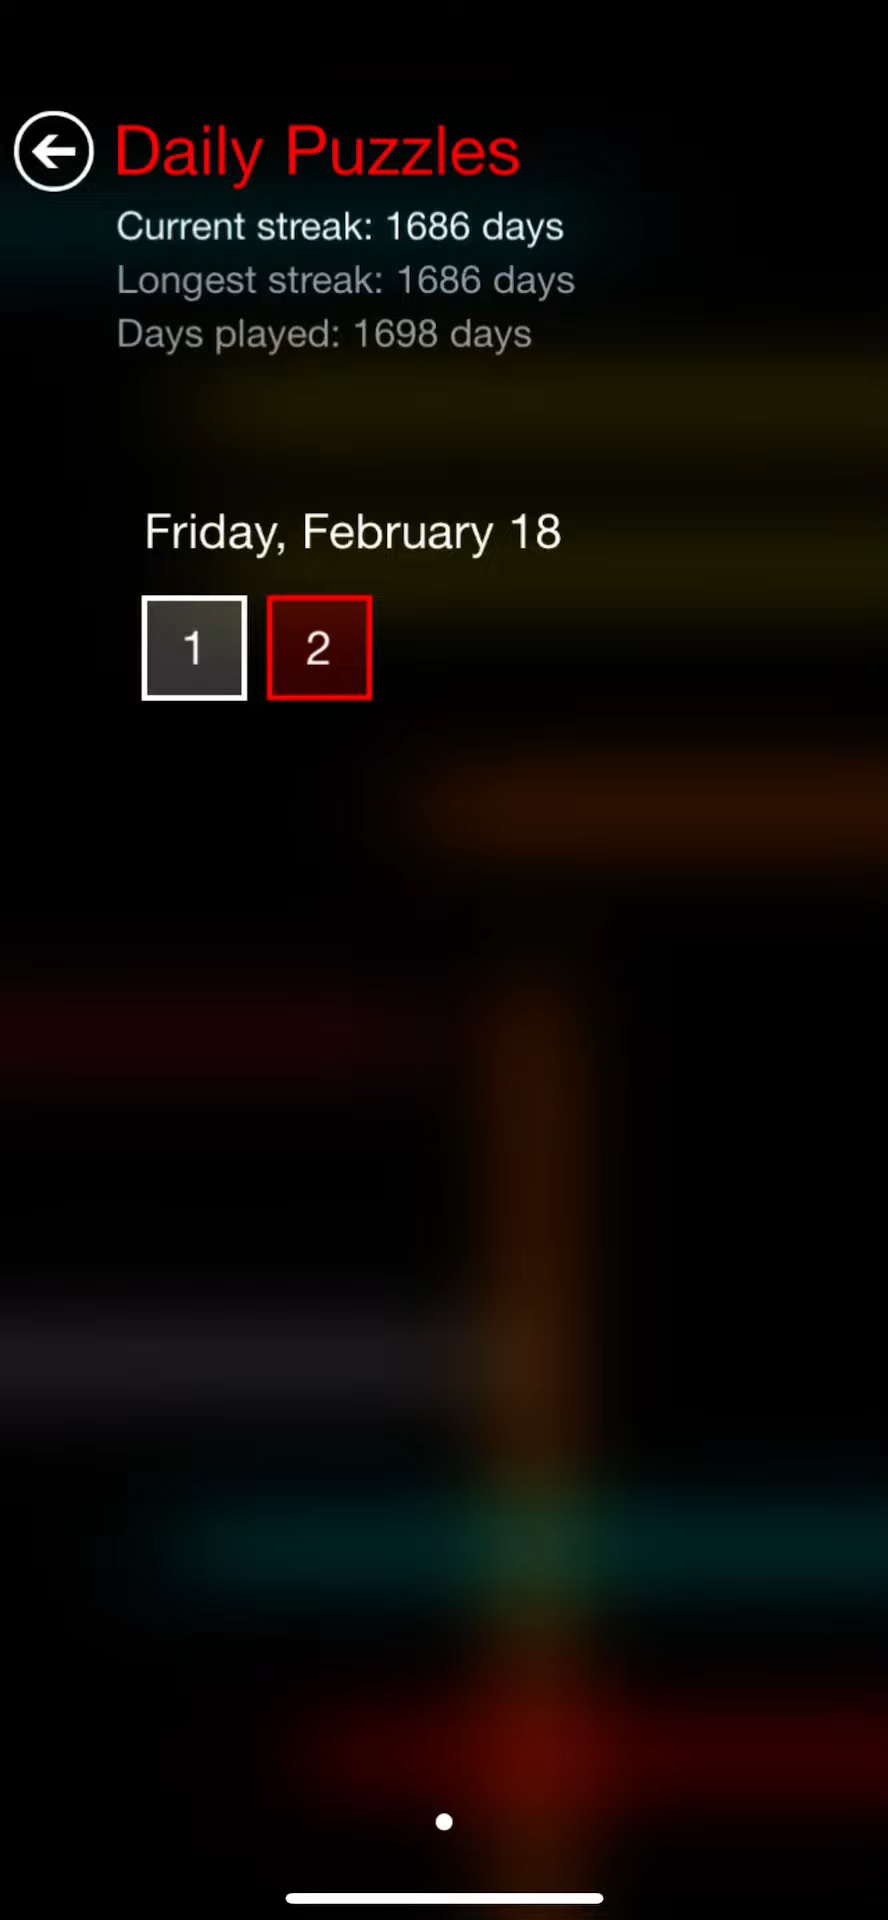 Daily Puzzles
Current streak: 1686 days
Longest streak: 1686 days
Days played: 1698 days
Friday, February 18
1 2